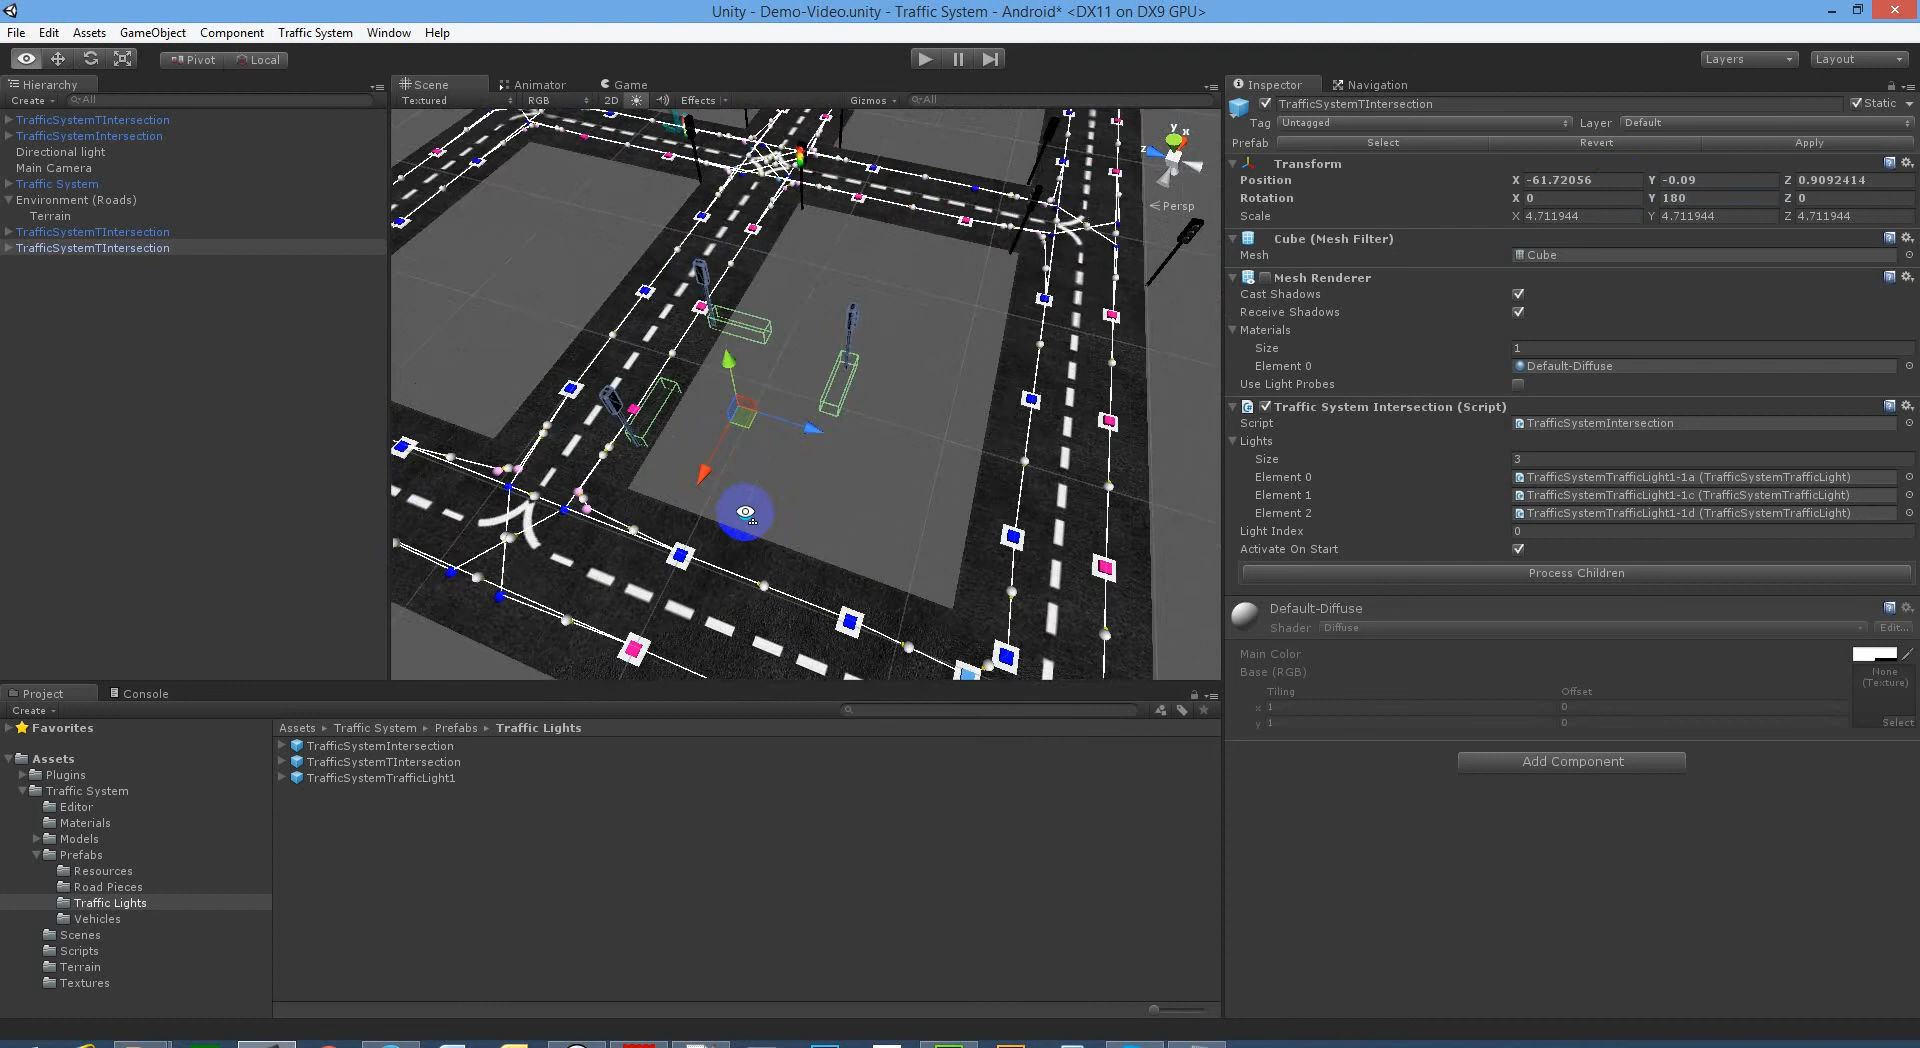 Unity - Demo-Video.unity - Traffic System - Android* <DX11 on DX9 GPU>
File Edit Assets GameObject Component Traffic System Window Help
Pivot Local Layers Layout
Hierarchy
Create All
TrafficSystemTIntersection
TrafficSystemIntersection
Directional light
Main Camera
Traffic System
Environment (Roads)
Terrain
TrafficSystemTIntersection
TrafficSystemTIntersection
Scene Animator Game
Textured RGB 2D Effects Gizmos All
y x
z
Persp
Inspector Navigation
TrafficSystemTIntersection Static
Tag Untagged Layer Default
Prefab Select Revert Apply
Transform
Position X -61.72056 Y -0.09 Z 0.9092414
Rotation X 0 Y 180 Z 0
Scale X 4.711944 Y 4.711944 Z 4.711944
Cube (Mesh Filter)
Mesh Cube
Mesh Renderer
Cast Shadows
Receive Shadows
Materials
Size 1
Element 0 Default-Diffuse
Use Light Probes
Traffic System Intersection (Script)
Script TrafficSystemIntersection
Lights
Size 3
Element 0 TrafficSystemTrafficLight1-1a (TrafficSystemTrafficLight)
Element 1 TrafficSystemTrafficLight1-1c (TrafficSystemTrafficLight)
Element 2 TrafficSystemTrafficLight1-1d (TrafficSystemTrafficLight)
Light Index 0
Activate On Start
Process Children
Default-Diffuse
Shader Diffuse Edit...
Main Color
Base (RGB) None
(Texture)
Tiling Offset
x 1 0
y 1 0
Select
Add Component
Project Console
Create
Favorites
Assets
Plugins
Traffic System
Editor
Materials
Models
Prefabs
Resources
Road Pieces
Traffic Lights
Vehicles
Scenes
Scripts
Terrain
Textures
Assets Traffic System Prefabs Traffic Lights
TrafficSystemIntersection
TrafficSystemTIntersection
TrafficSystemTrafficLight1